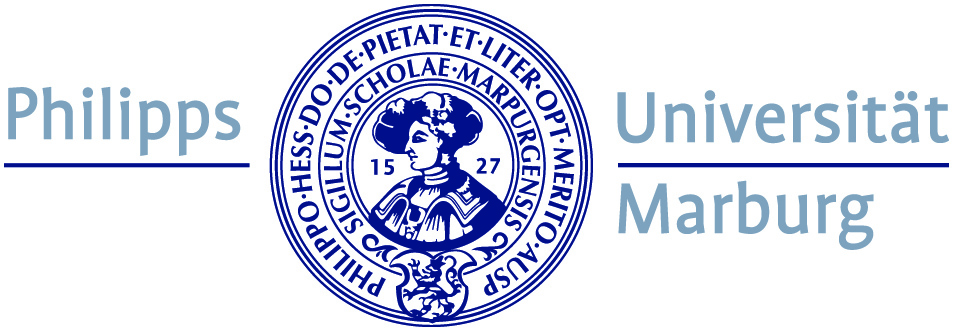 Philipps
PHILIPPO·HESS·DO·DE·PIETAT·ET·LITER·OPT·MERITO·AUSP
SIGILLUM·SCHOLAE·MARPURGENSIS
15 27
Universität
Marburg